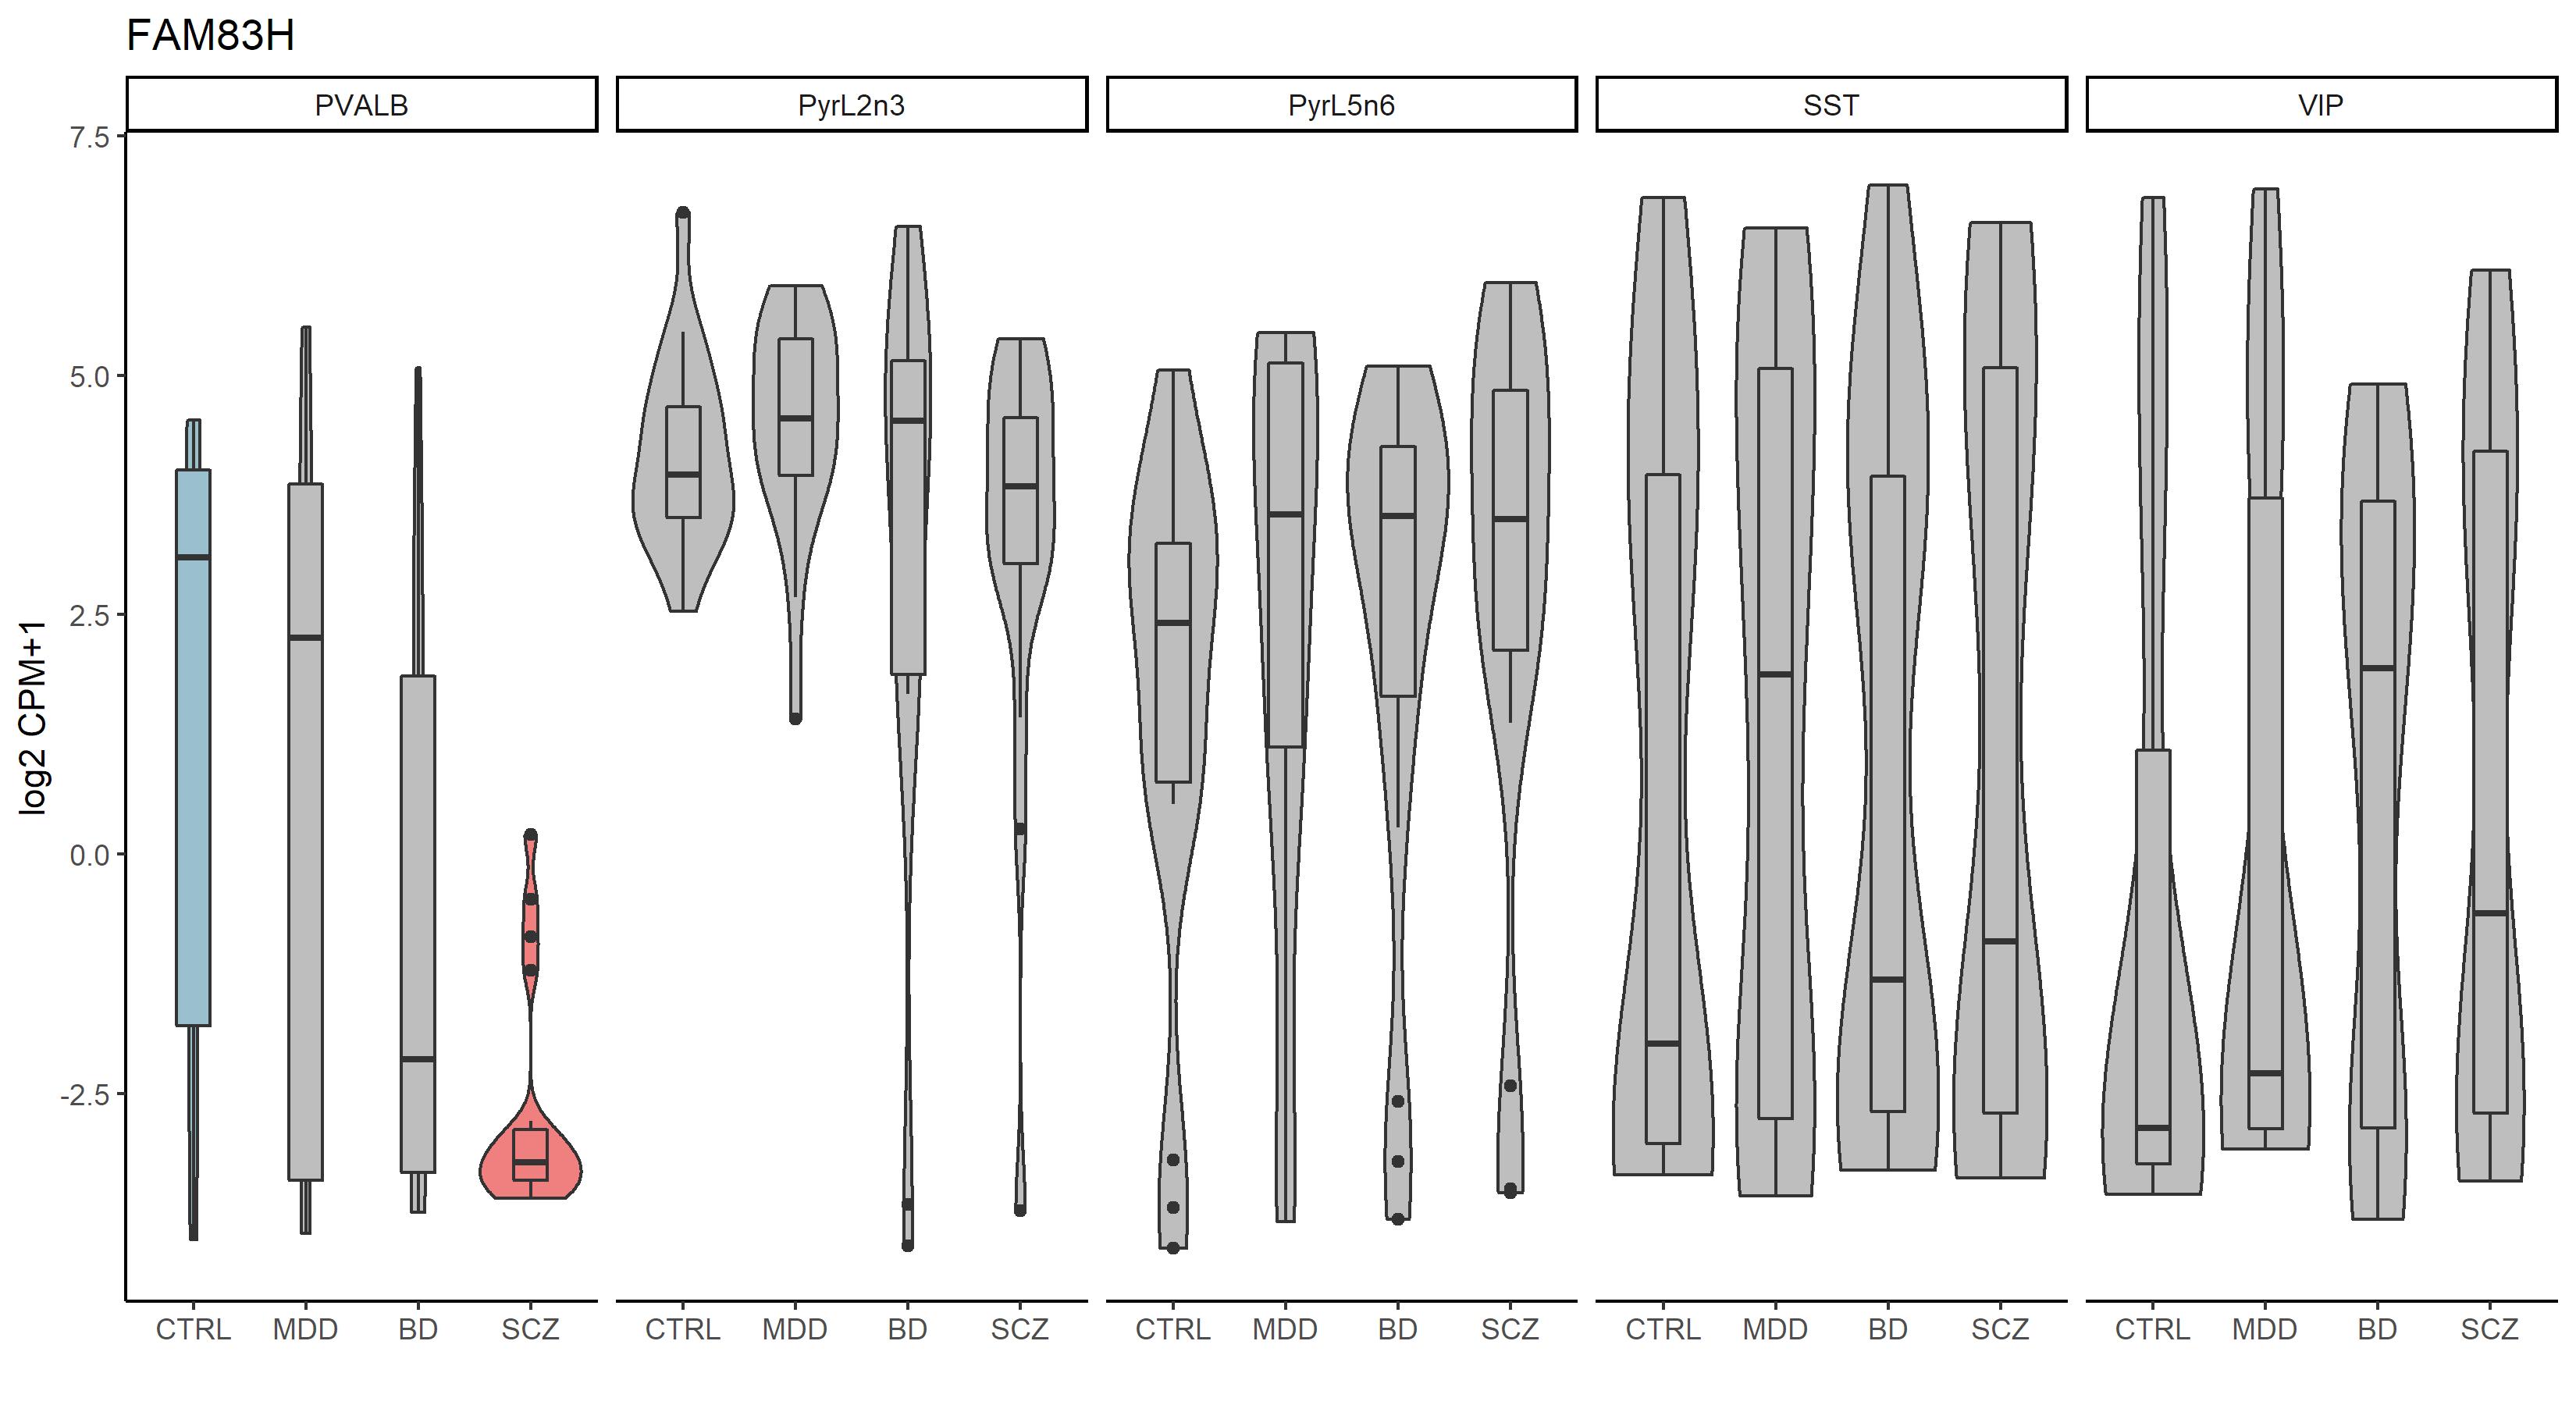 FAM83H
PVALB PyrL2n3 PyrL5n6 SST VIP
7.5
5.0
2.5
0.0
-2.5
log2 CPM+1
CTRL MDD BD SCZ CTRL MDD BD SCZ CTRL MDD BD SCZ CTRL MDD BD SCZ CTRL MDD BD SCZ